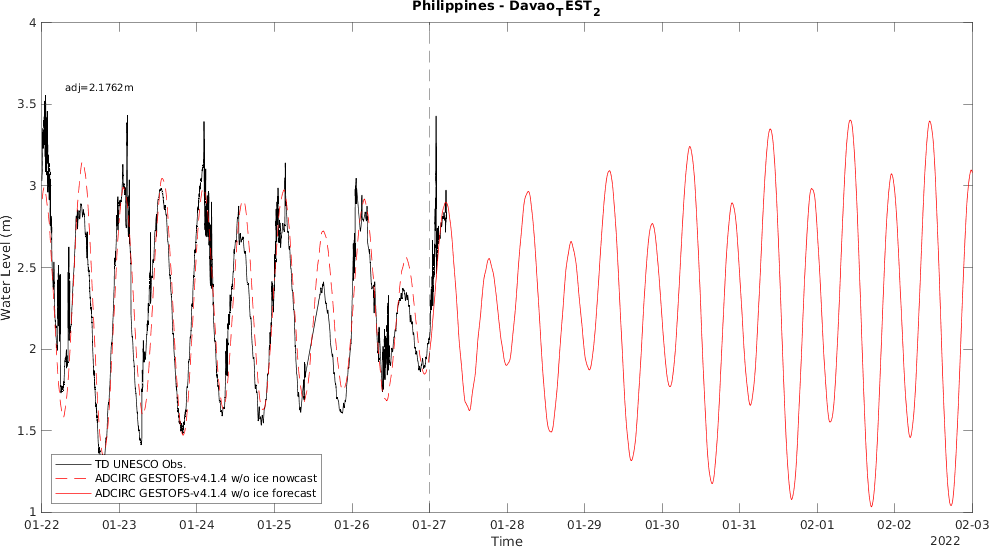 Philippines - Davao_TEST_2
4
adj=2.1762m
3.5
3
2.5
2
1.5
1
Water Level (m)
TD UNESCO Obs.
ADCIRC GESTOFS-v4.1.4 w/o ice nowcast
ADCIRC GESTOFS-v4.1.4 w/o ice forecast
01-22 01-23 01-24 01-25 01-26 01-27 01-28 01-29 01-30 01-31 02-01 02-02 02-03
Time
2022